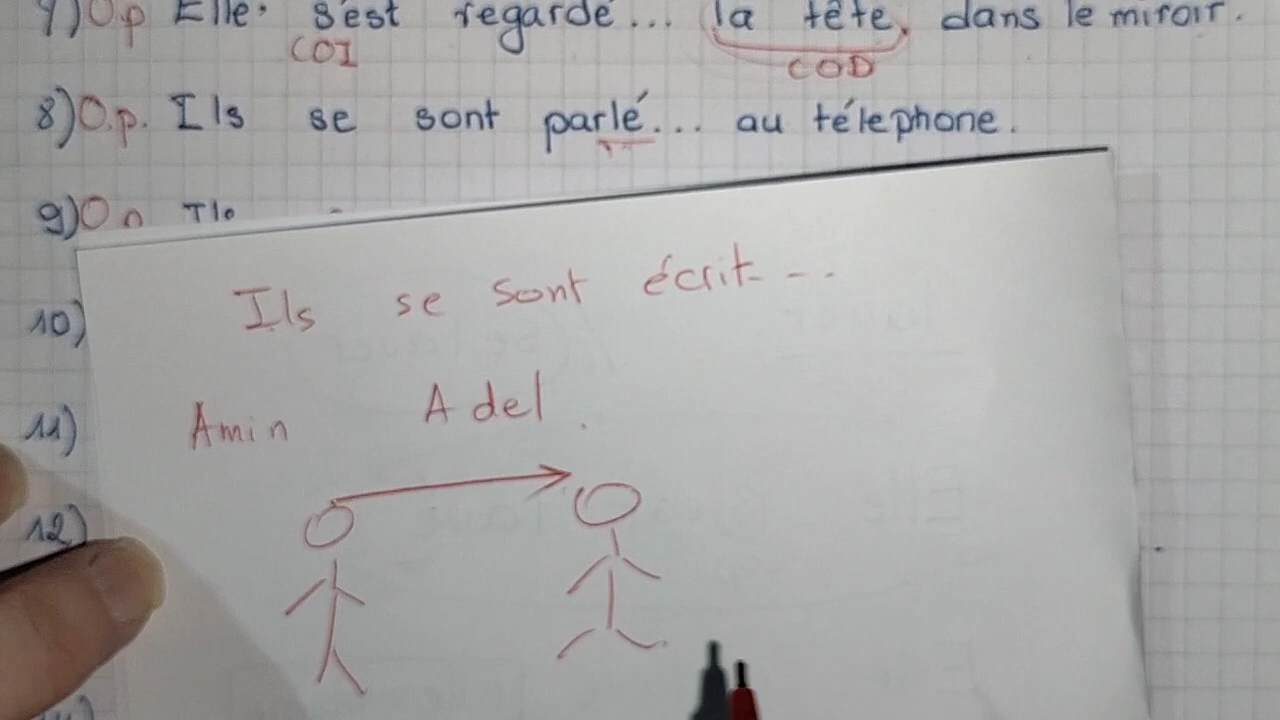 7) O.p Elle s'est regardé... la tête, dans le miroir.
COI COD
8) O.p. Ils se sont parlé... au téléphone.
9)
Ils se sont écrit...
10)
Amin Adel.
11)
12)